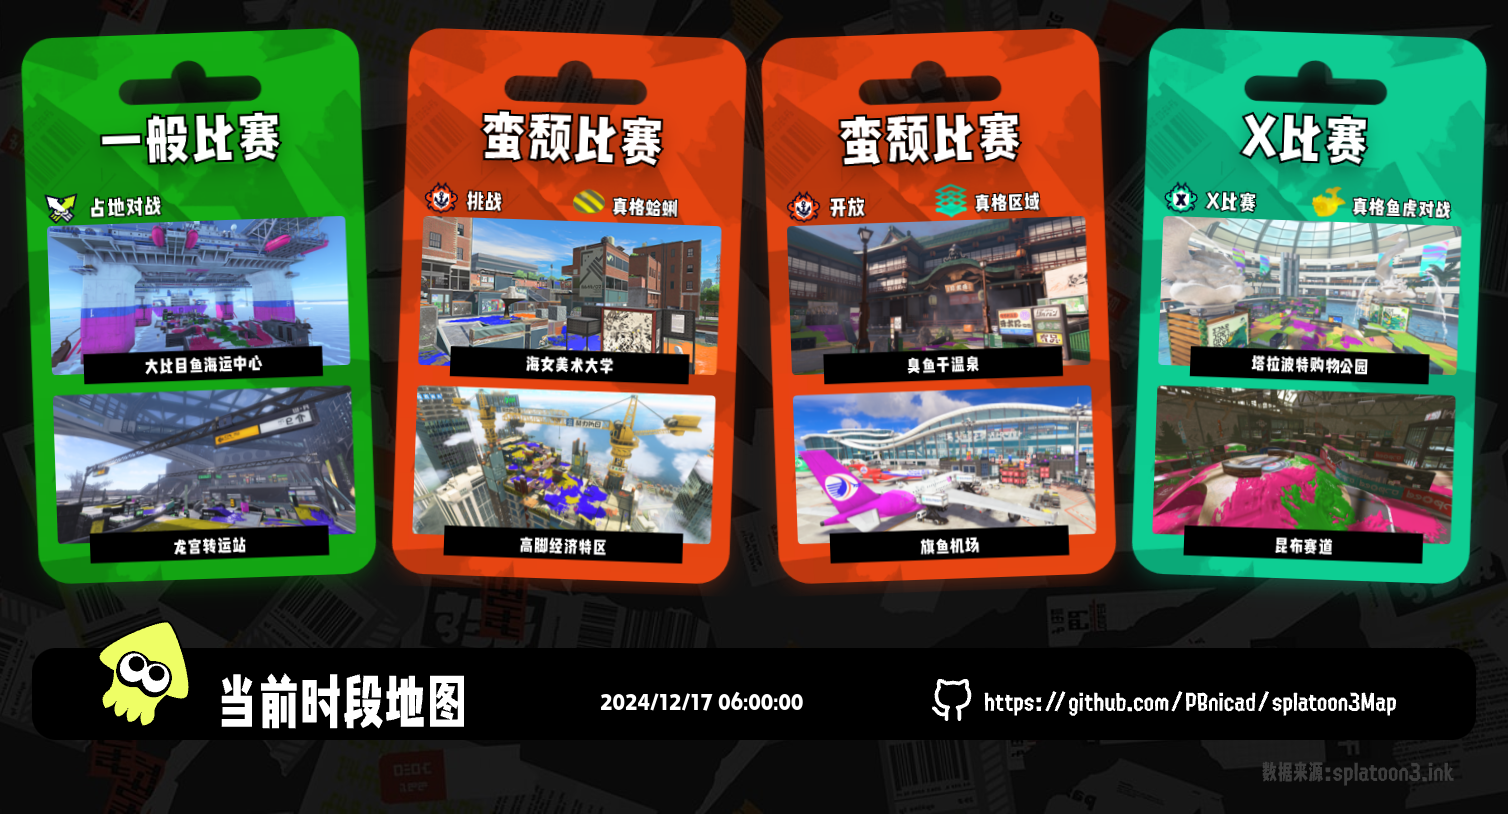 一般比赛
占地对战
大比目鱼海运中心
龙宫转运站
蛮颓比赛
挑战
真格蛤蜊
海女美术大学
高脚经济特区
蛮颓比赛
开放
真格区域
臭鱼干温泉
旗鱼机场
X比赛
X比赛
真格鱼虎对战
塔拉波特购物公园
昆布赛道
当前时段地图
2024/12/17 06:00:00
https://github.com/PBnicad/splatoon3Map
数据来源:splatoon3.ink